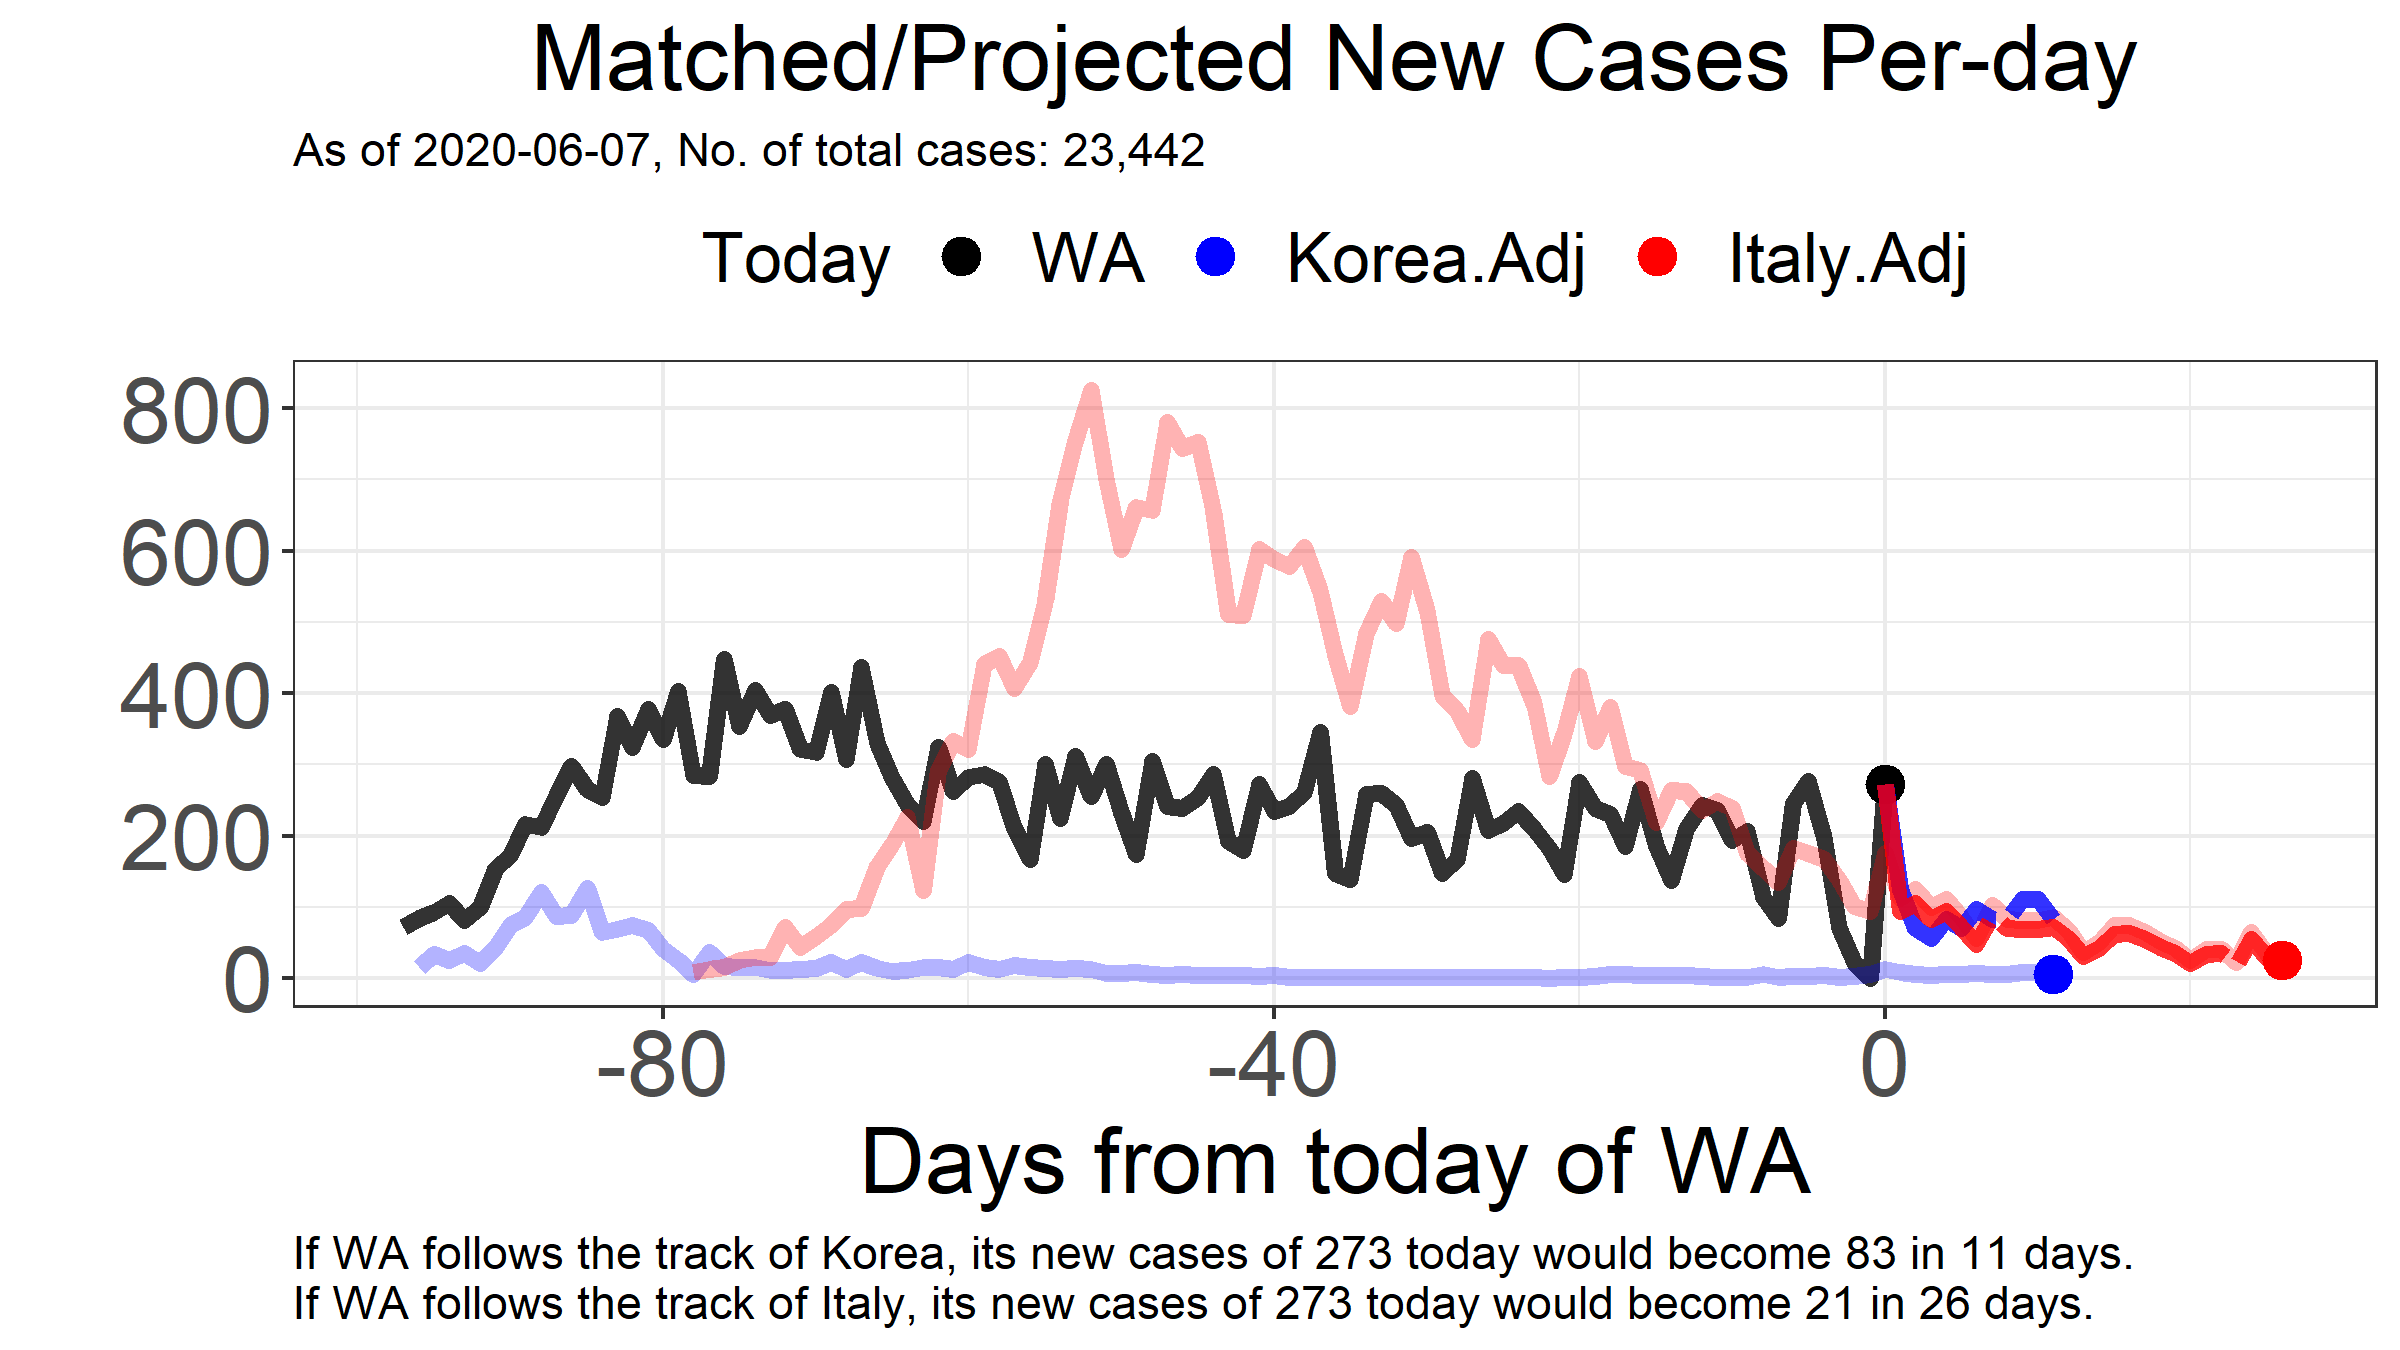 Matched/Projected New Cases Per-day
As of 2020-06-07, No. of total cases: 23,442
Today WA Korea.Adj Italy.Adj
800
600
400
200
0
-80 -40 0
Days from today of WA
If WA follows the track of Korea, its new cases of 273 today would become 83 in 11 days.
If WA follows the track of Italy, its new cases of 273 today would become 21 in 26 days.